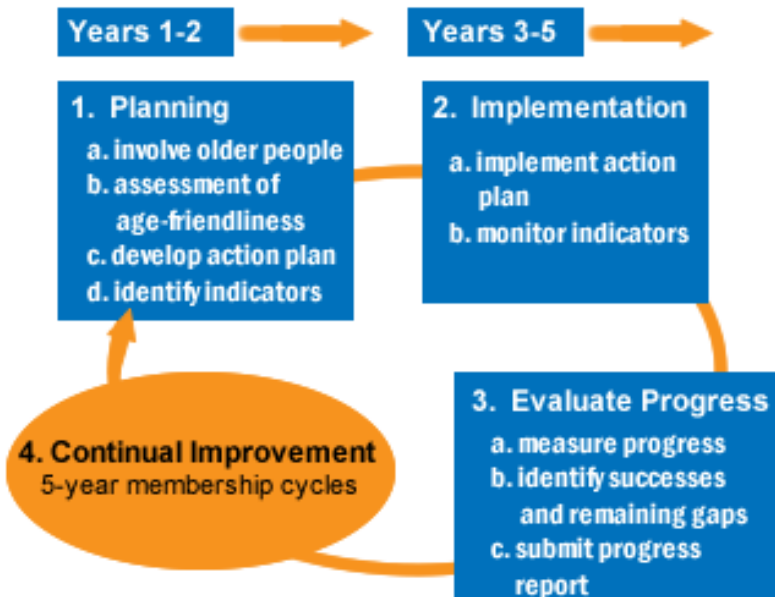 Years 1-2
Years 3-5
1. Planning
a. involve older people
b. assessment of
age-friendliness
c. develop action plan
d. identify indicators
2. Implementation
a. implement action
plan
b. monitor indicators
3. Evaluate Progress
a. measure progress
b. identify successes
and remaining gaps
c. submit progress
report
4. Continual Improvement
5-year membership cycles